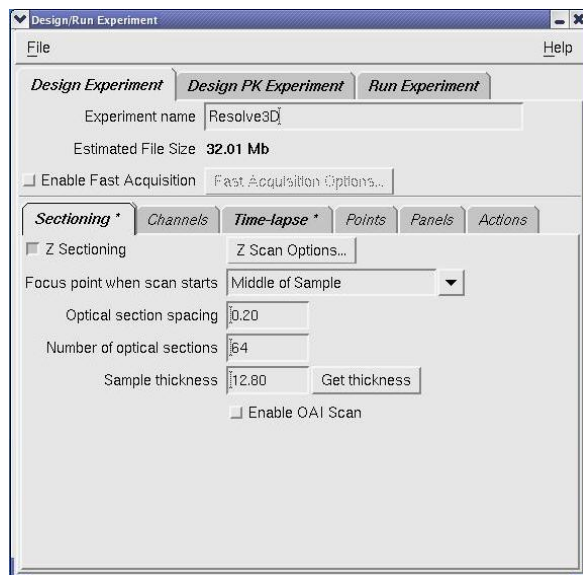 Design/Run Experiment
File Help
Design Experiment Design PK Experiment Run Experiment
Experiment name Resolve3D
Estimated File Size 32.01 Mb
Enable Fast Acquisition Fast Acquisition Options...
Sectioning * Channels Time-lapse * Points Panels Actions
Z Sectioning Z Scan Options...
Focus point when scan starts Middle of Sample
Optical section spacing 0.20
Number of optical sections 64
Sample thickness 12.80 Get thickness
Enable OAI Scan